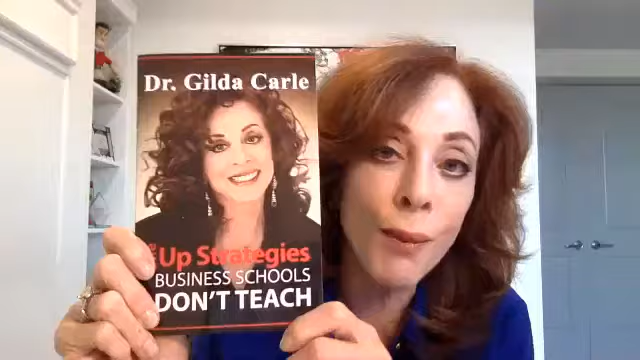 Dr. Gilda Carle
Up Strategies
BUSINESS SCHOOLS
DON'T TEACH